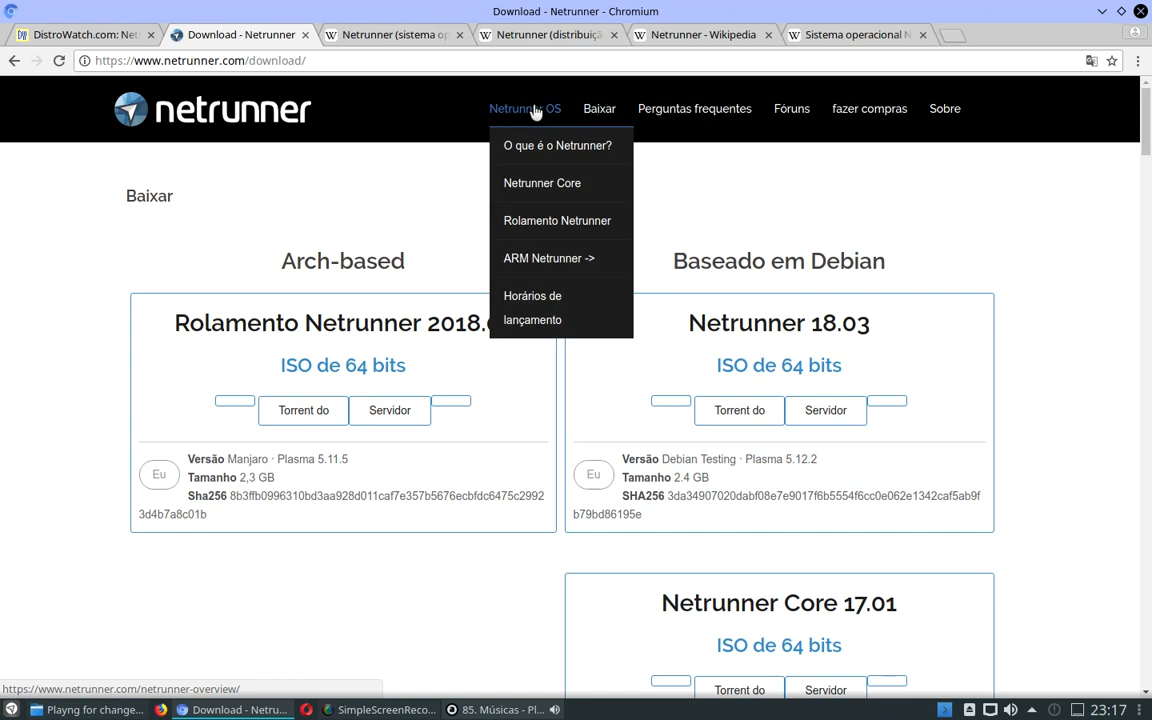 Download - Netrunner - Chromium
DistroWatch.com: Net
Download - Netrunner
Netrunner (sistema op
Netrunner (distribuiç
Netrunner - Wikipedia
Sistema operacional N
https://www.netrunner.com/download/
netrunner
Netrunner OS
Baixar
Perguntas frequentes
Fóruns
fazer compras
Sobre
O que é o Netrunner?
Netrunner Core
Rolamento Netrunner
ARM Netrunner ->
Horários de
lançamento
Baixar
Arch-based
Rolamento Netrunner 2018.
ISO de 64 bits
Torrent do
Servidor
Eu
Versão Manjaro · Plasma 5.11.5
Tamanho 2,3 GB
Sha256 8b3ffb0996310bd3aa928d011caf7e357b5676ecbfdc6475c2992
3d4b7a8c01b
Baseado em Debian
Netrunner 18.03
ISO de 64 bits
Torrent do
Servidor
Eu
Versão Debian Testing · Plasma 5.12.2
Tamanho 2.4 GB
SHA256 3da34907020dabf08e7e9017f6b5554f6cc0e062e1342caf5ab9f
b79bd86195e
Netrunner Core 17.01
ISO de 64 bits
Torrent do
Servidor
https://www.netrunner.com/netrunner-overview/
Playng for change...
Download - Netru...
SimpleScreenReco...
85. Músicas - Pl...
23:17